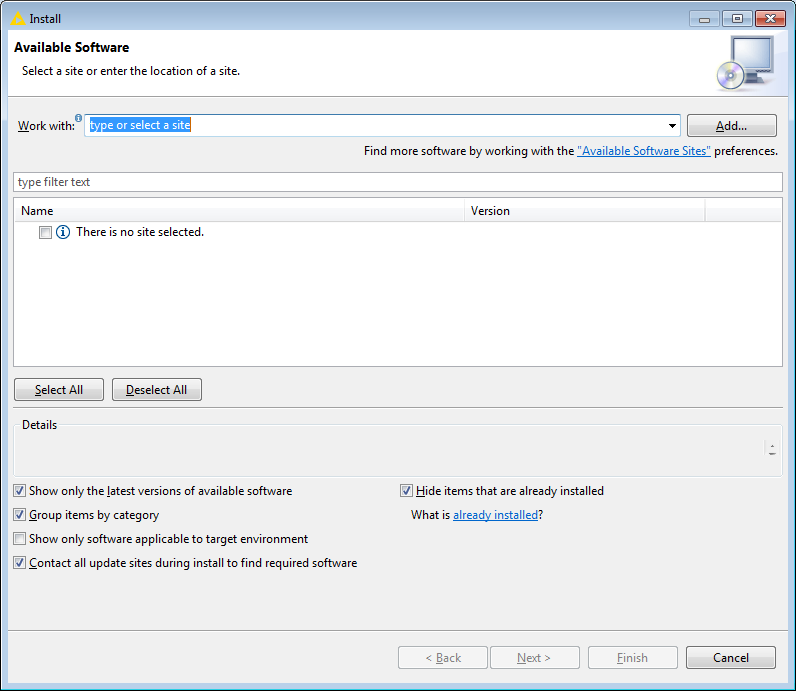 Install
Available Software
Select a site or enter the location of a site.
Work with: type or select a site Add...
Find more software by working with the "Available Software Sites" preferences.
type filter text
Name Version
There is no site selected.
Select All Deselect All
Details
Show only the latest versions of available software Hide items that are already installed
Group items by category What is already installed?
Show only software applicable to target environment
Contact all update sites during install to find required software
< Back Next > Finish Cancel